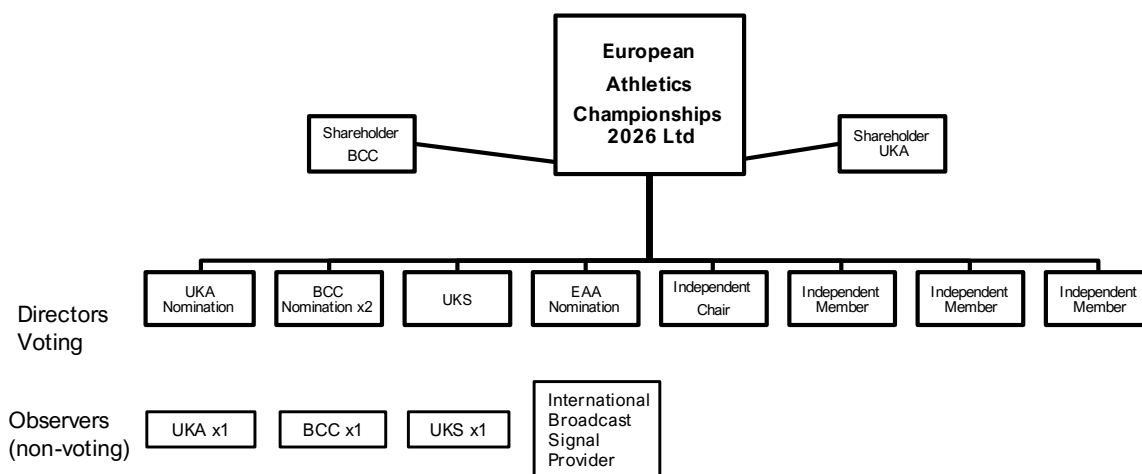 European
Athletics
Championships
2026 Ltd
Shareholder
BCC
Shareholder
UKA
Directors
Voting
UKA
Nomination
BCC
Nomination x2
UKS
EAA
Nomination
Independent
Chair
Independent
Member
Independent
Member
Independent
Member
Observers
(non-voting)
UKA x1
BCC x1
UKS x1
International
Broadcast
Signal
Provider